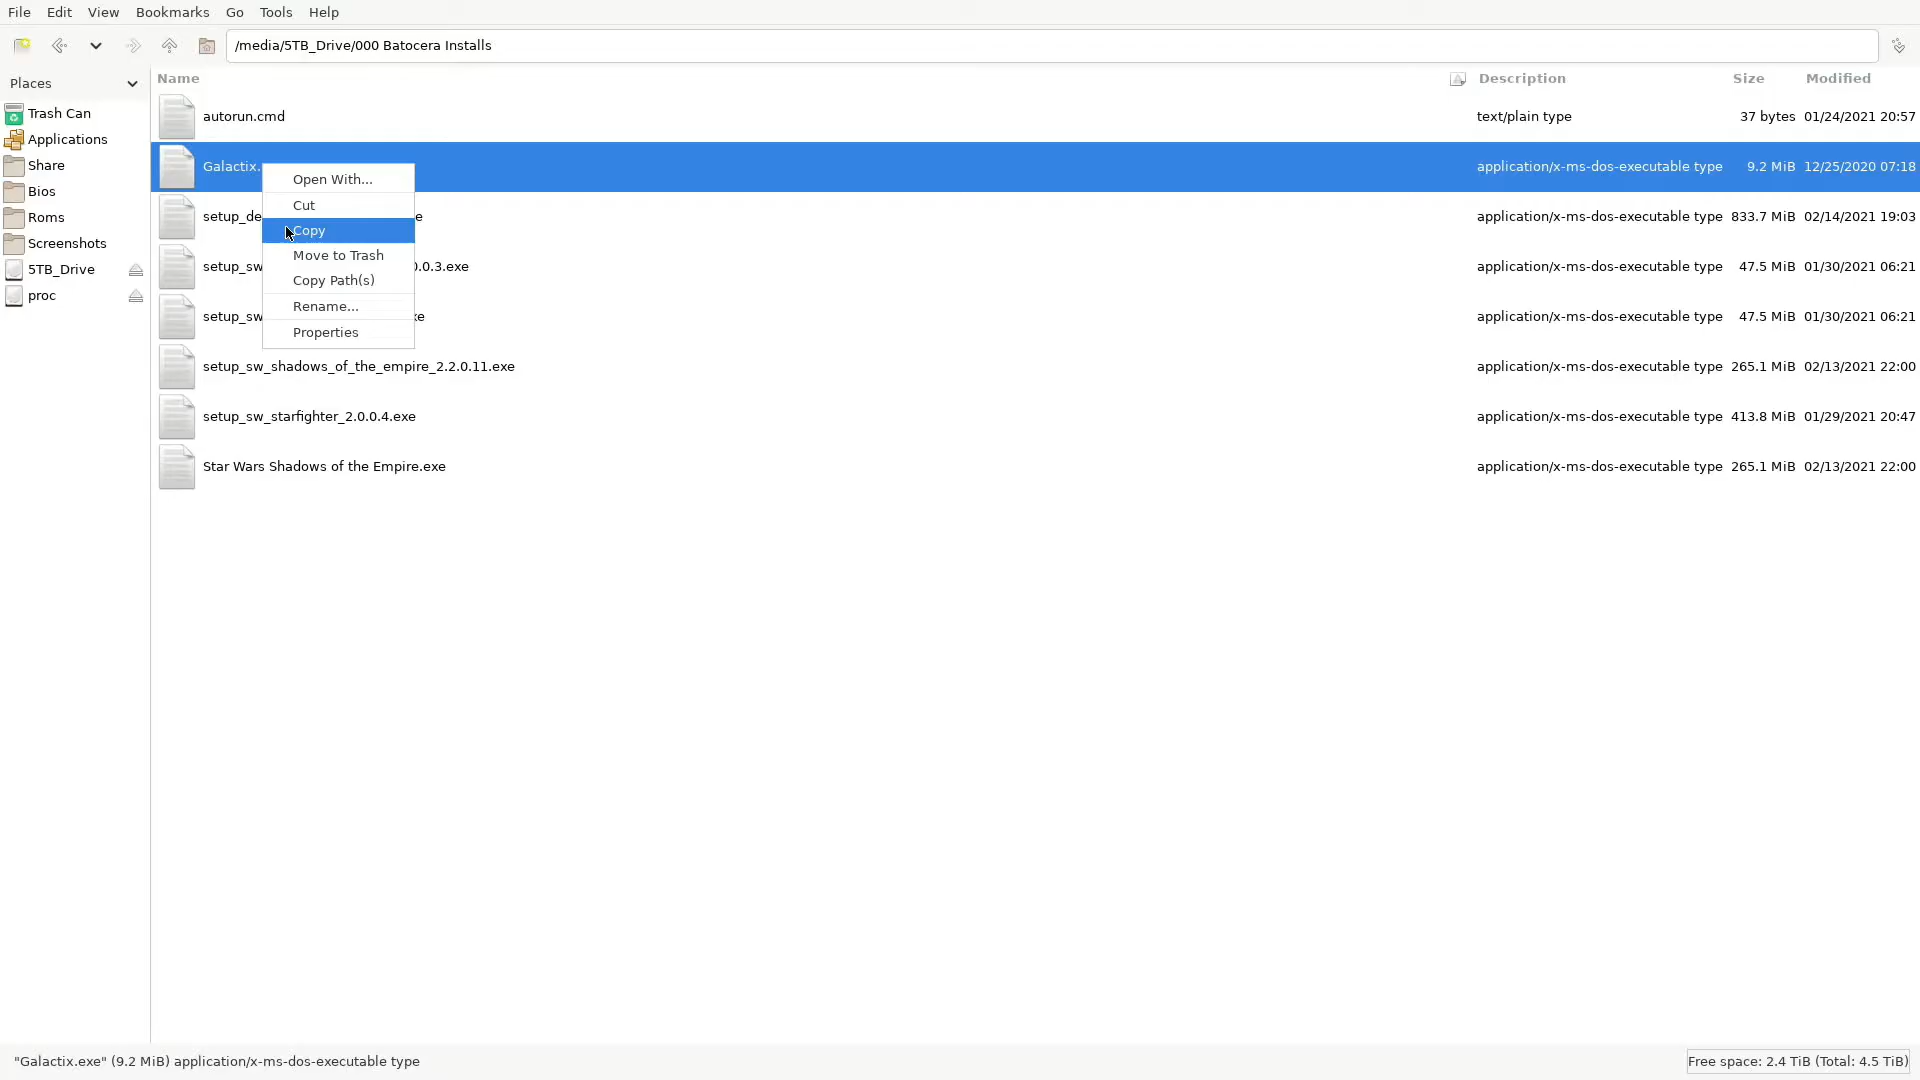 File Edit View Bookmarks Go Tools Help
/media/5TB_Drive/000 Batocera Installs
Places
Trash Can
Applications
Share
Bios
Roms
Screenshots
5TB_Drive
proc
Name Description Size Modified
autorun.cmd text/plain type 37 bytes 01/24/2021 20:57
Galactix. application/x-ms-dos-executable type 9.2 MiB 12/25/2020 07:18
setup_de e application/x-ms-dos-executable type 833.7 MiB 02/14/2021 19:03
setup_sw 0.0.3.exe application/x-ms-dos-executable type 47.5 MiB 01/30/2021 06:21
setup_sw xe application/x-ms-dos-executable type 47.5 MiB 01/30/2021 06:21
setup_sw_shadows_of_the_empire_2.2.0.11.exe application/x-ms-dos-executable type 265.1 MiB 02/13/2021 22:00
setup_sw_starfighter_2.0.0.4.exe application/x-ms-dos-executable type 413.8 MiB 01/29/2021 20:47
Star Wars Shadows of the Empire.exe application/x-ms-dos-executable type 265.1 MiB 02/13/2021 22:00
Open With...
Cut
Copy
Move to Trash
Copy Path(s)
Rename...
Properties
"Galactix.exe" (9.2 MiB) application/x-ms-dos-executable type
Free space: 2.4 TiB (Total: 4.5 TiB)